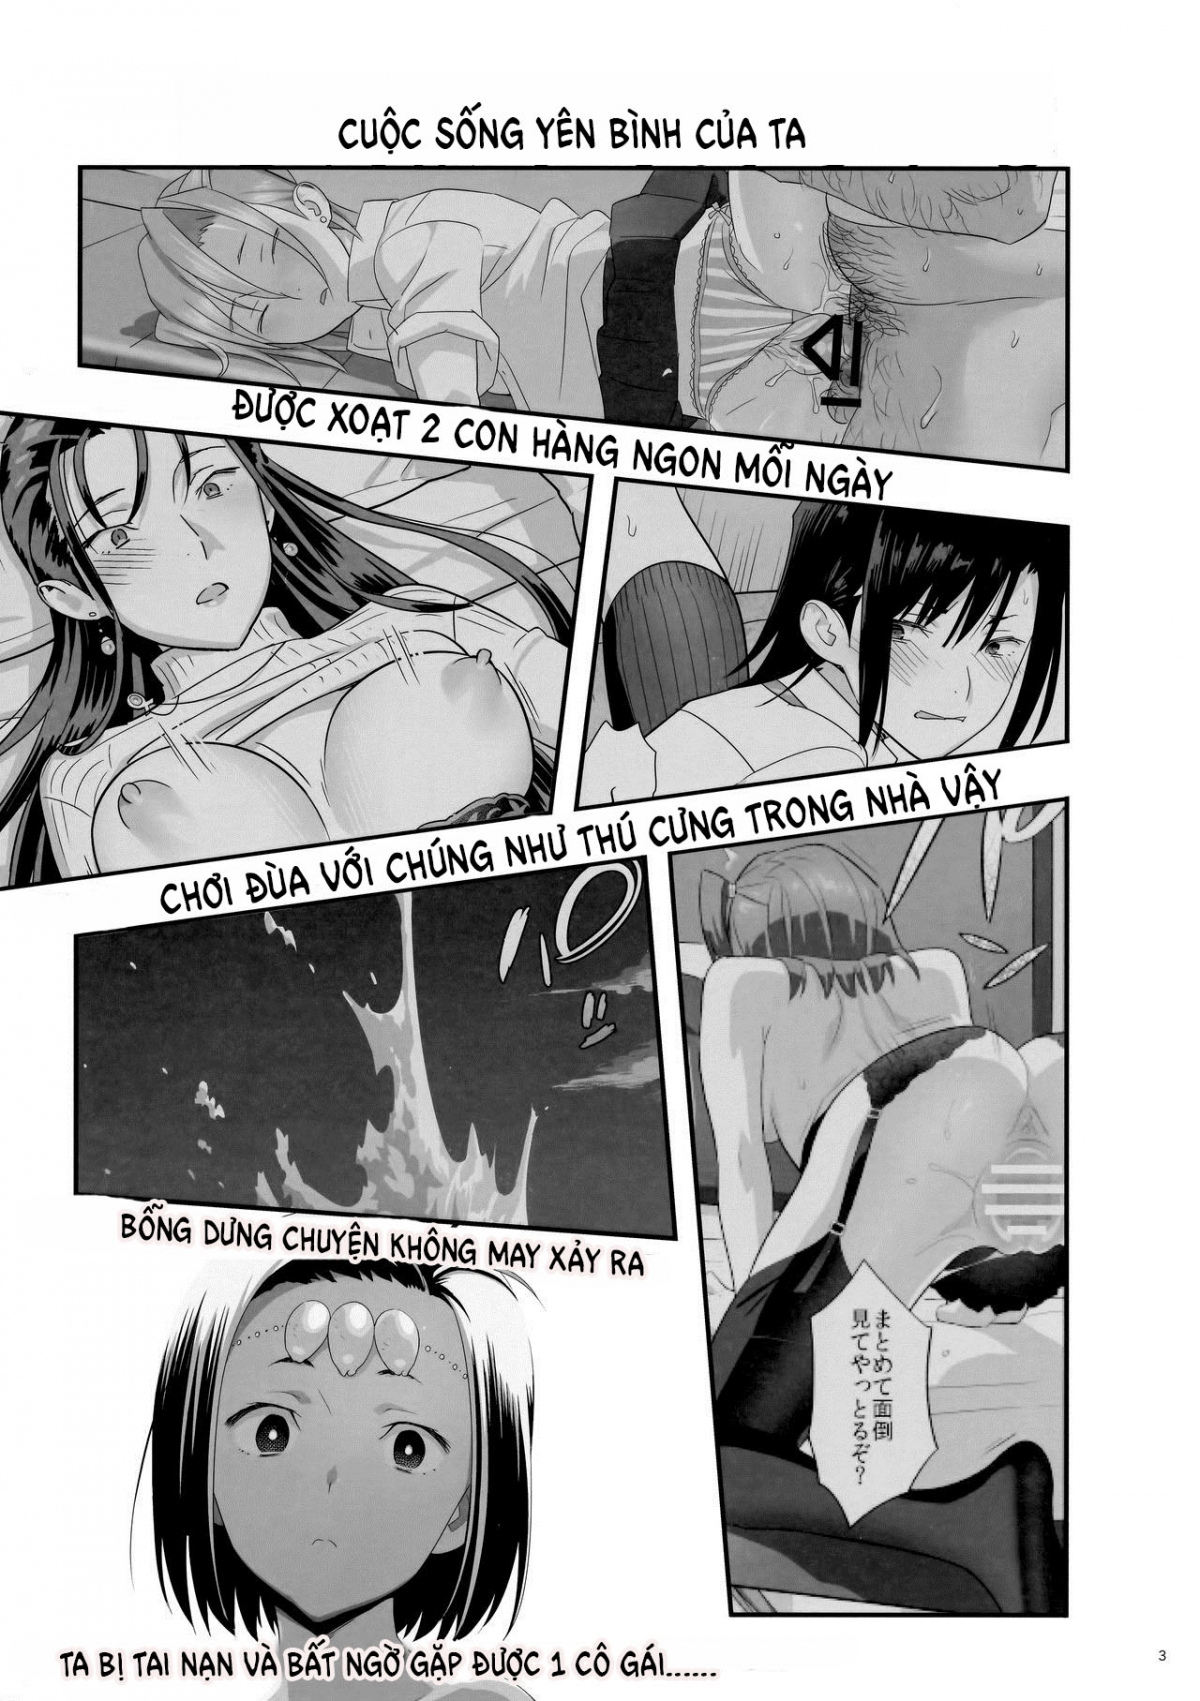 CUỘC SỐNG YÊN BÌNH CỦA TA
ĐƯỢC XOẠT 2 CON HÀNG NGON MỖI NGÀY
CHƠI ĐÙA VỚI CHÚNG NHƯ THÚ CƯNG TRONG NHÀ VẬY
BỖNG DƯNG CHUYỆN KHÔNG MAY XẢY RA
まとめて面倒
見てやっとるぞ?
TA BỊ TAI NẠN VÀ BẤT NGỜ GẶP ĐƯỢC 1 CÔ GÁI......
3